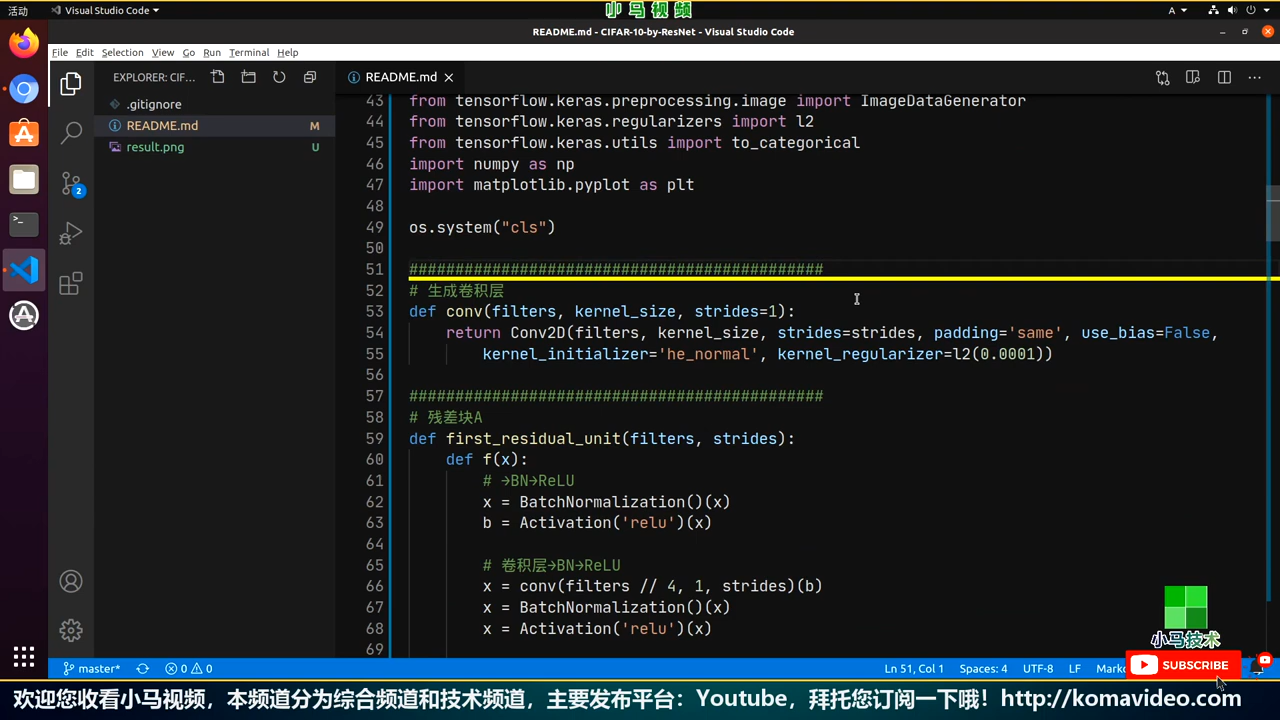 活动
Visual Studio Code
小马视频
A
README.md - CIFAR-10-by-ResNet - Visual Studio Code
File Edit Selection View Go Run Terminal Help
EXPLORER: CIF...
README.md
.gitignore
README.md M
result.png U
2
43 from tensorflow.keras.preprocessing.image import ImageDataGenerator
44 from tensorflow.keras.regularizers import l2
45 from tensorflow.keras.utils import to_categorical
46 import numpy as np
47 import matplotlib.pyplot as plt
48
49 os.system("cls")
50
51 #############################################
52 # 生成卷积层
53 def conv(filters, kernel_size, strides=1):
54     return Conv2D(filters, kernel_size, strides=strides, padding='same', use_bias=False,
55         kernel_initializer='he_normal', kernel_regularizer=l2(0.0001))
56
57 #############################################
58 # 残差块A
59 def first_residual_unit(filters, strides):
60     def f(x):
61         # →BN→ReLU
62         x = BatchNormalization()(x)
63         b = Activation('relu')(x)
64
65         # 卷积层→BN→ReLU
66         x = conv(filters // 4, 1, strides)(b)
67         x = BatchNormalization()(x)
68         x = Activation('relu')(x)
69
小马技术
SUBSCRIBE
master* 0 0 Ln 51, Col 1 Spaces: 4 UTF-8 LF Marko
欢迎您收看小马视频，本频道分为综合频道和技术频道，主要发布平台：Youtube，拜托您订阅一下哦！http://komavideo.com